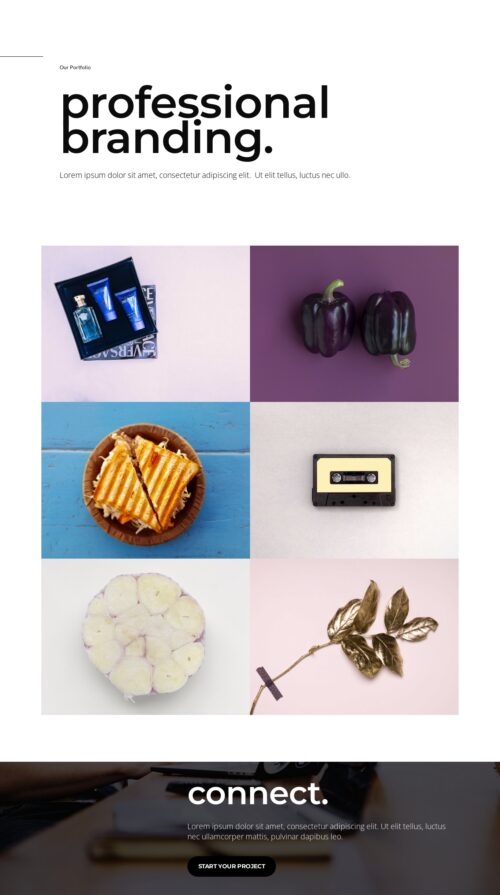 Our Portfolio
professional
branding.
Lorem ipsum dolor sit amet, consectetur adipiscing elit.  Ut elit tellus, luctus nec ullo.
VERSACE
connect.
Lorem ipsum dolor sit amet, consectetur adipiscing elit. Ut elit tellus, luctus
nec ullamcorper mattis, pulvinar dapibus leo.
START YOUR PROJECT